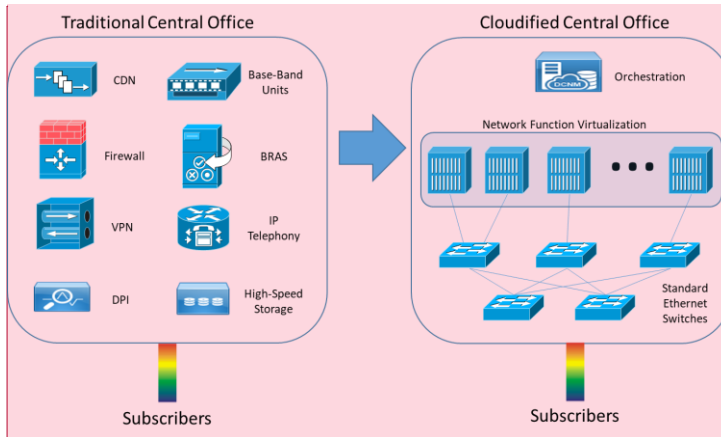 Traditional Central Office
CDN
Base-Band
Units
Firewall
BRAS
VPN
IP
Telephony
DPI
High-Speed
Storage
Subscribers
Cloudified Central Office
DCNM
Orchestration
Network Function Virtualization
Standard
Ethernet
Switches
Subscribers